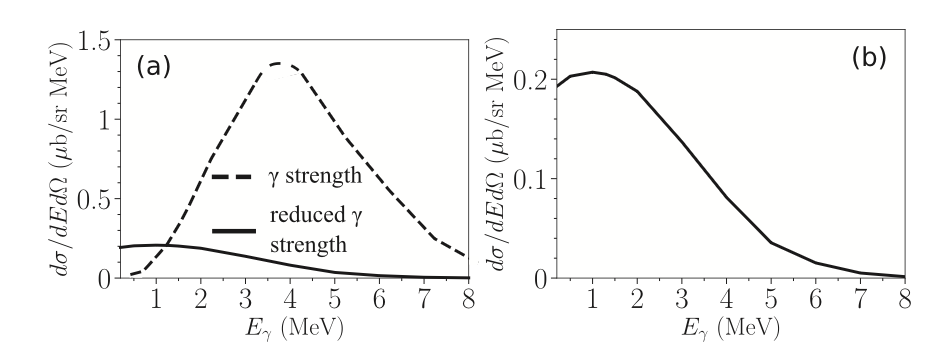 dσ/dEdΩ (μb/sr MeV)
1.5
1
0.5
0
(a)
γ strength
reduced γ
strength
1 2 3 4 5 6 7 8
E_γ (MeV)
dσ/dEdΩ (μb/sr MeV)
0.2
0.1
0
(b)
1 2 3 4 5 6 7 8
E_γ (MeV)